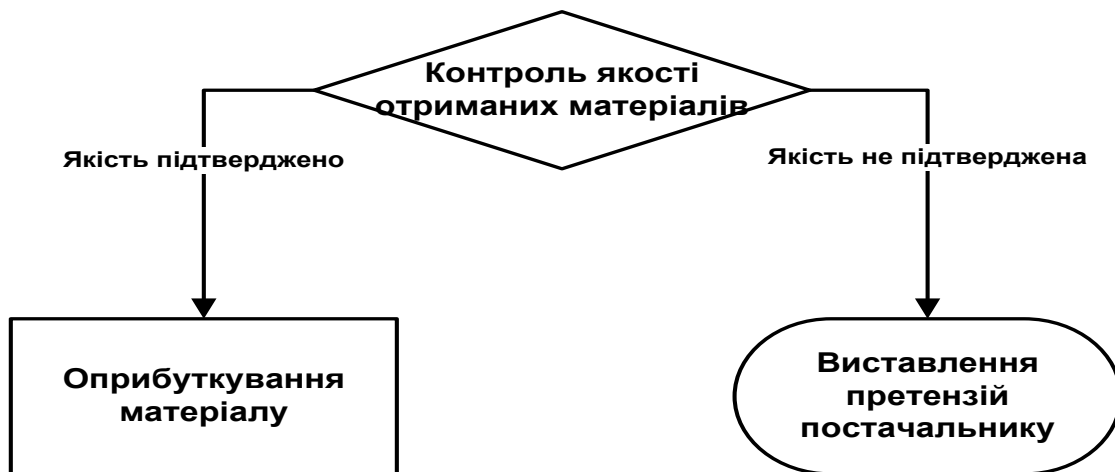 Контроль якості
отриманих матеріалів
Якість підтверджено
Якість не підтверджена
Оприбуткування
матеріалу
Виставлення
претензій
постачальнику